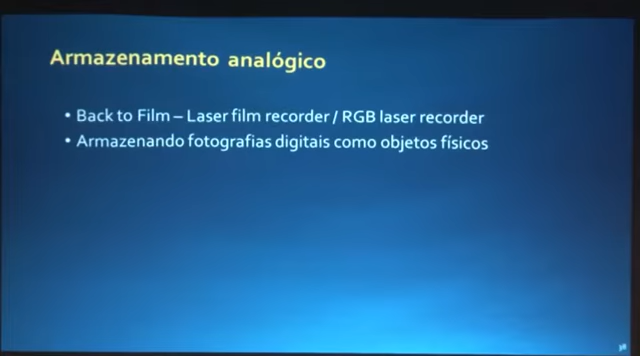 Armazenamento analógico
• Back to Film – Laser film recorder / RGB laser recorder
• Armazenando fotografias digitais como objetos físicos